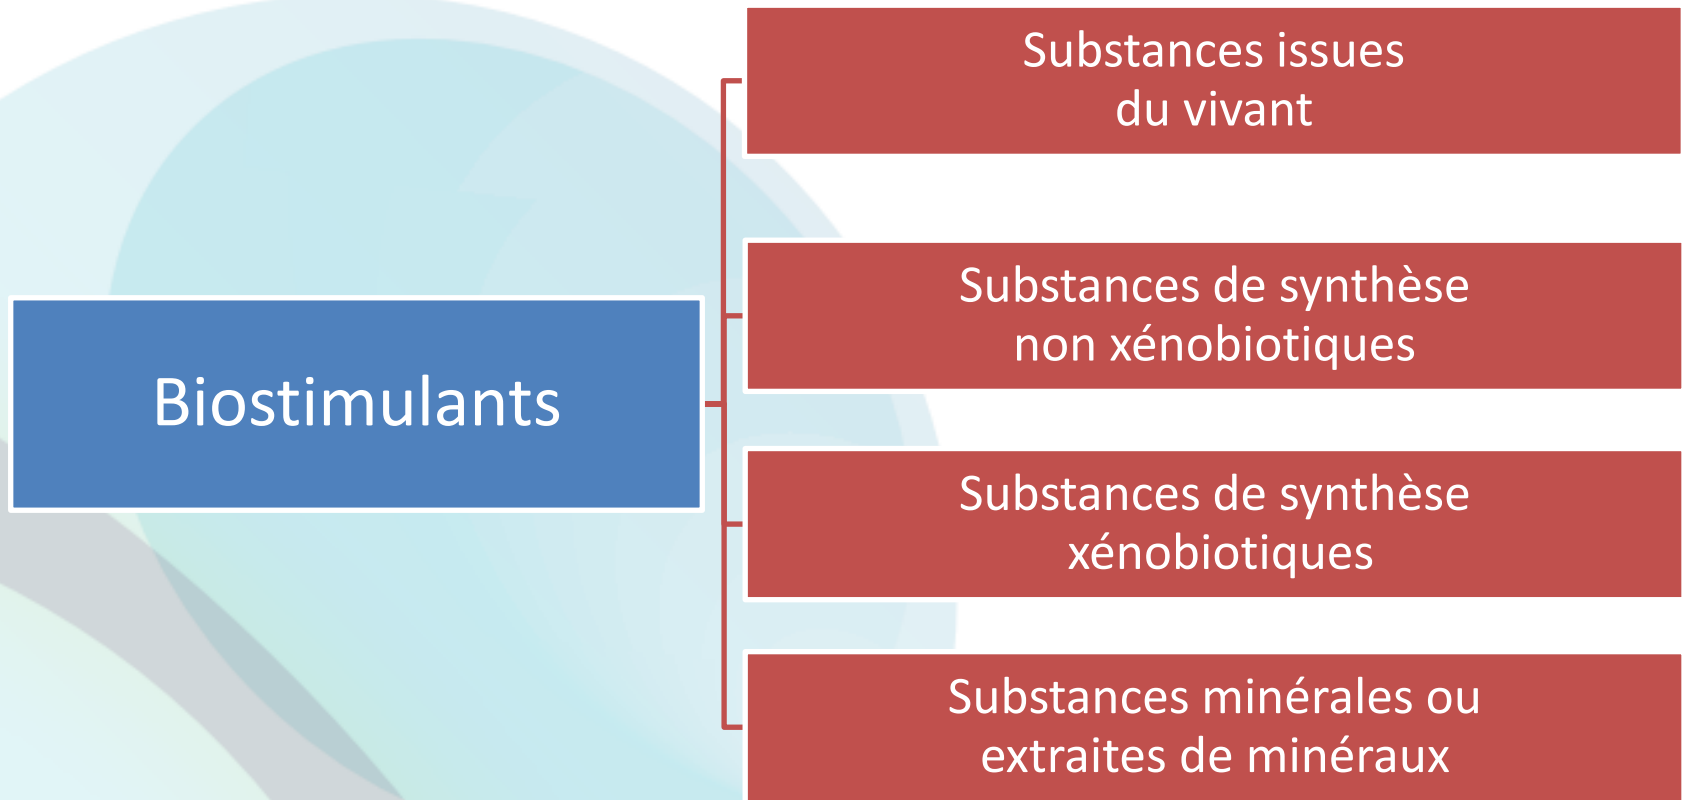 Biostimulants
Substances issues
du vivant
Substances de synthèse
non xénobiotiques
Substances de synthèse
xénobiotiques
Substances minérales ou
extraites de minéraux